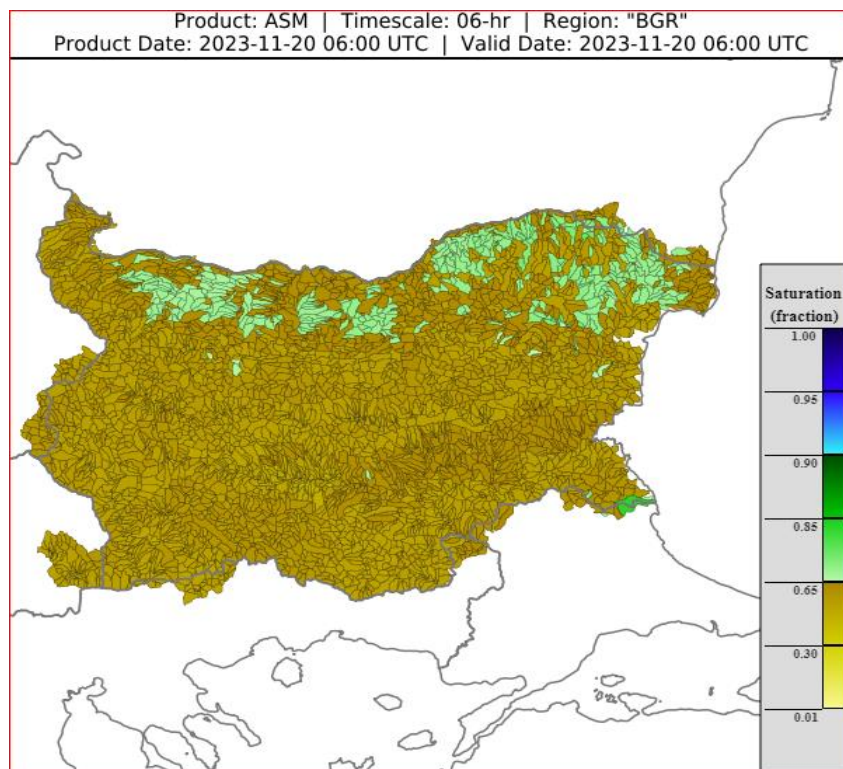 Product: ASM | Timescale: 06-hr | Region: "BGR"
Product Date: 2023-11-20 06:00 UTC | Valid Date: 2023-11-20 06:00 UTC
Saturation
(fraction)
1.00
0.95
0.90
0.85
0.65
0.30
0.01